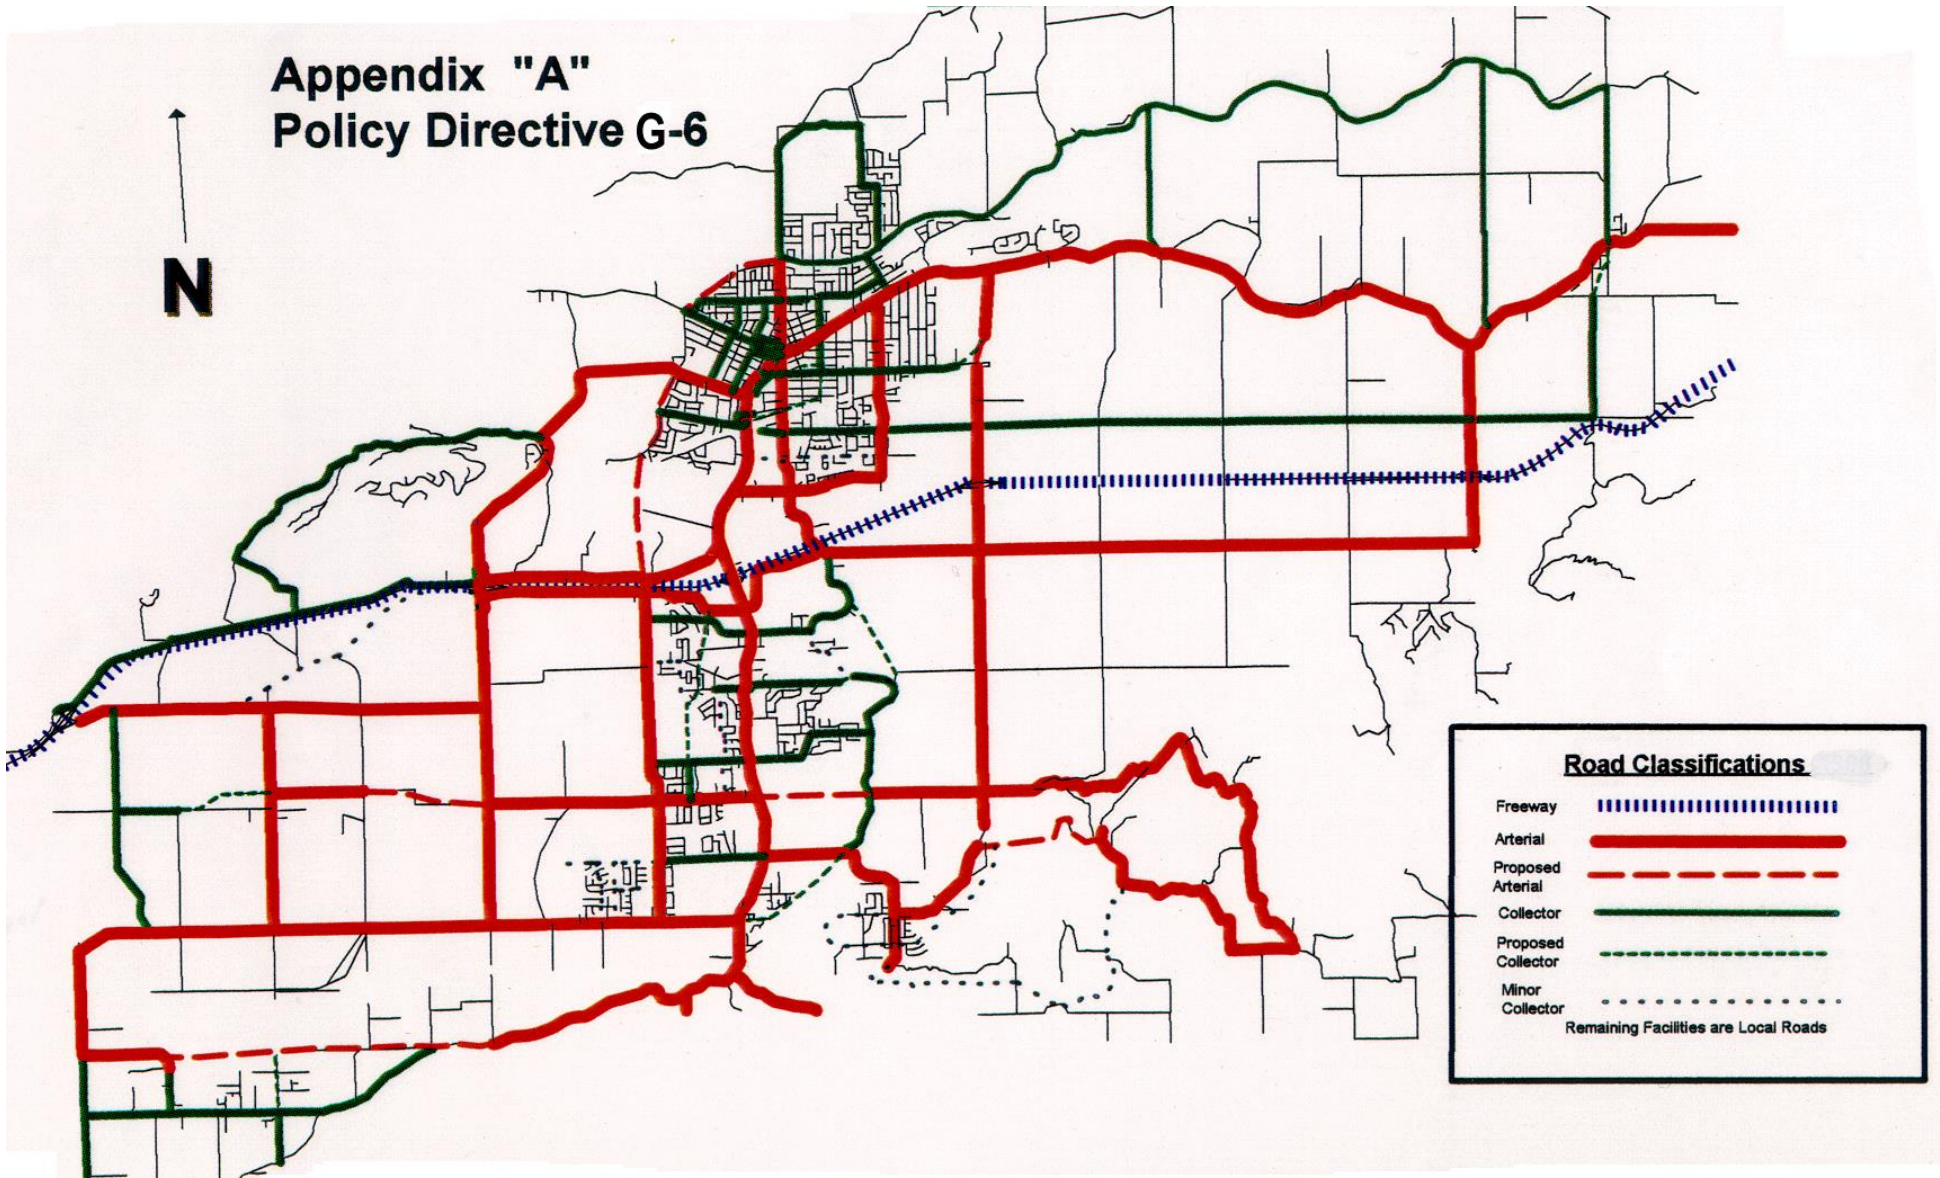 Appendix "A"
Policy Directive G-6
N
Road Classifications
Freeway
Arterial
Proposed
Arterial
Collector
Proposed
Collector
Minor
Collector
Remaining Facilities are Local Roads